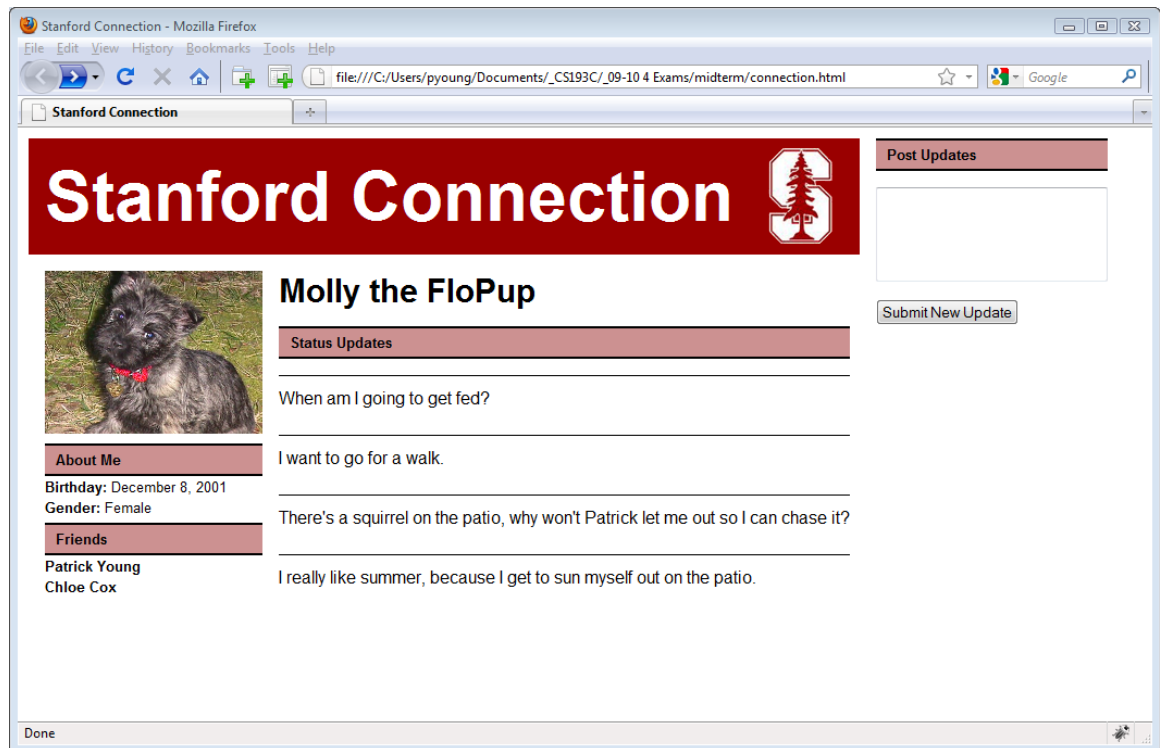 Stanford Connection - Mozilla Firefox
File Edit View History Bookmarks Tools Help
file:///C:/Users/pyoung/Documents/_CS193C/_09-10 4 Exams/midterm/connection.html
Google
Stanford Connection
Stanford Connection
S
Post Updates
Submit New Update
Molly the FloPup
Status Updates
When am I going to get fed?
I want to go for a walk.
There's a squirrel on the patio, why won't Patrick let me out so I can chase it?
I really like summer, because I get to sun myself out on the patio.
About Me
Birthday: December 8, 2001
Gender: Female
Friends
Patrick Young
Chloe Cox
Done